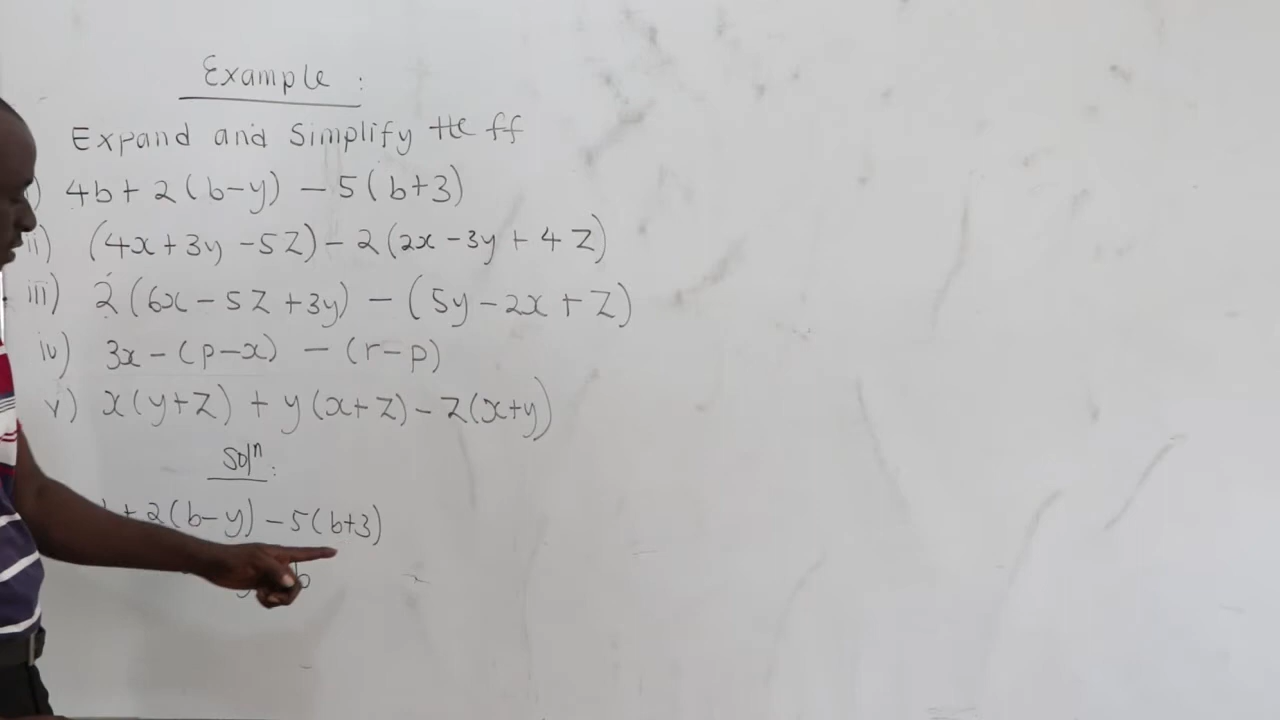 Example :
Expand and Simplify the ff
) 4b + 2(b-y) - 5(b+3)
ii) (4x+3y-5z) - 2(2x-3y+4z)
iii) 2(6x-5z+3y) - (5y-2x+z)
iv) 3x-(p-x) - (r-p)
v) x(y+z) + y(x+z) - z(x+y)
Solⁿ :
+ 2(b-y) - 5(b+3)
b